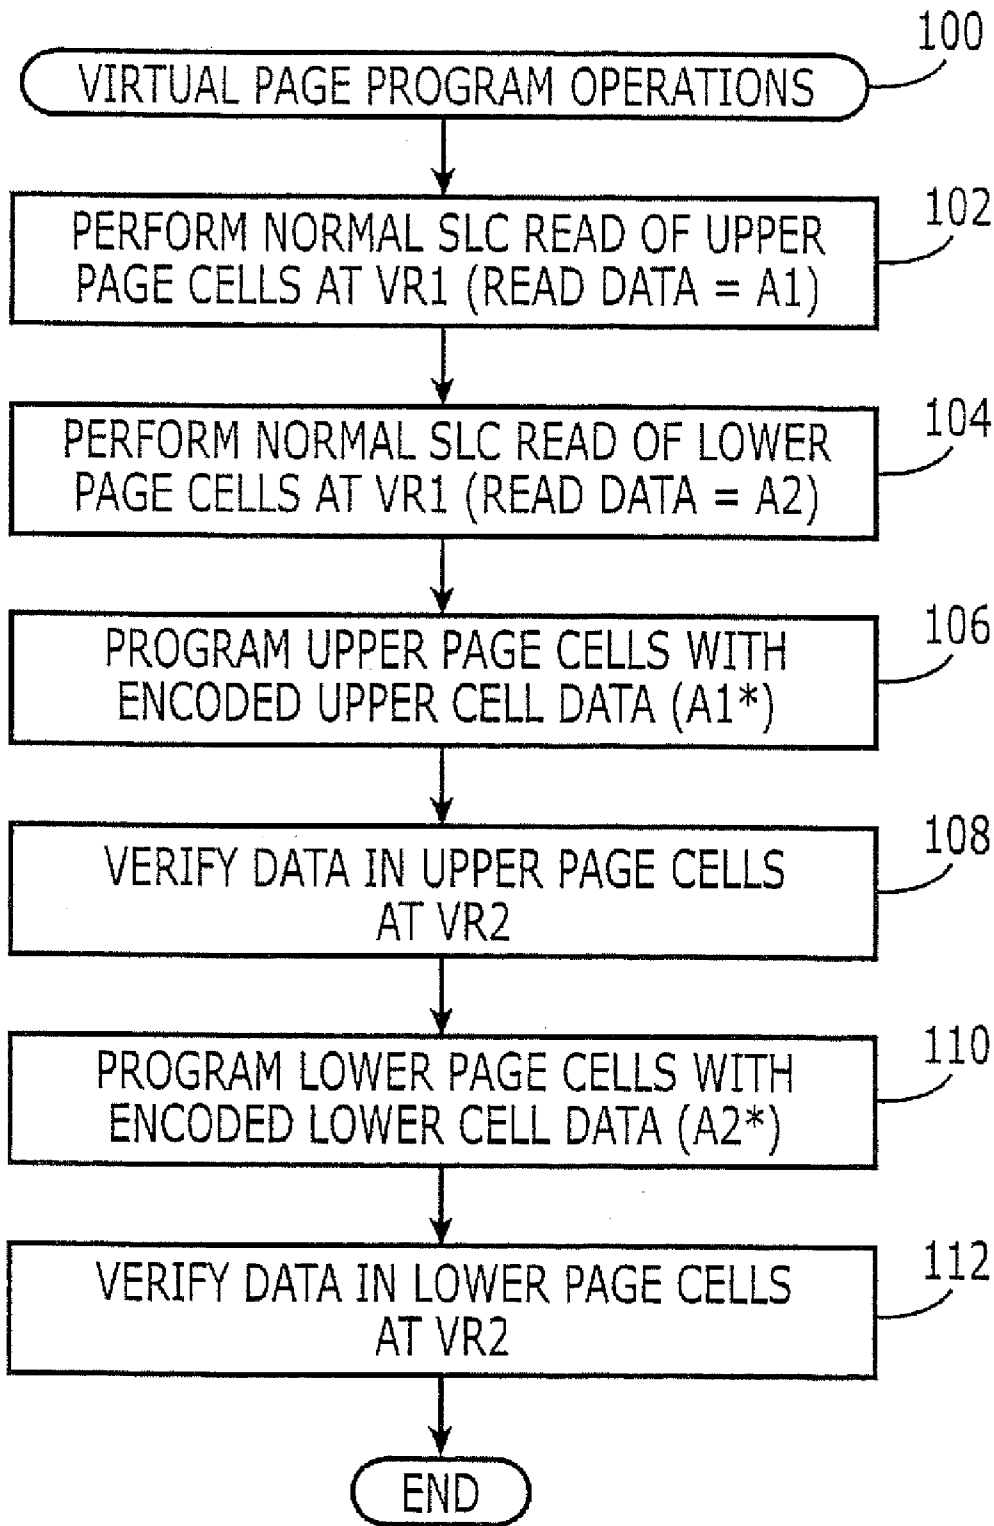 100
VIRTUAL PAGE PROGRAM OPERATIONS
102
PERFORM NORMAL SLC READ OF UPPER
PAGE CELLS AT VR1 (READ DATA = A1)
104
PERFORM NORMAL SLC READ OF LOWER
PAGE CELLS AT VR1 (READ DATA = A2)
106
PROGRAM UPPER PAGE CELLS WITH
ENCODED UPPER CELL DATA (A1*)
108
VERIFY DATA IN UPPER PAGE CELLS
AT VR2
110
PROGRAM LOWER PAGE CELLS WITH
ENCODED LOWER CELL DATA (A2*)
112
VERIFY DATA IN LOWER PAGE CELLS
AT VR2
END